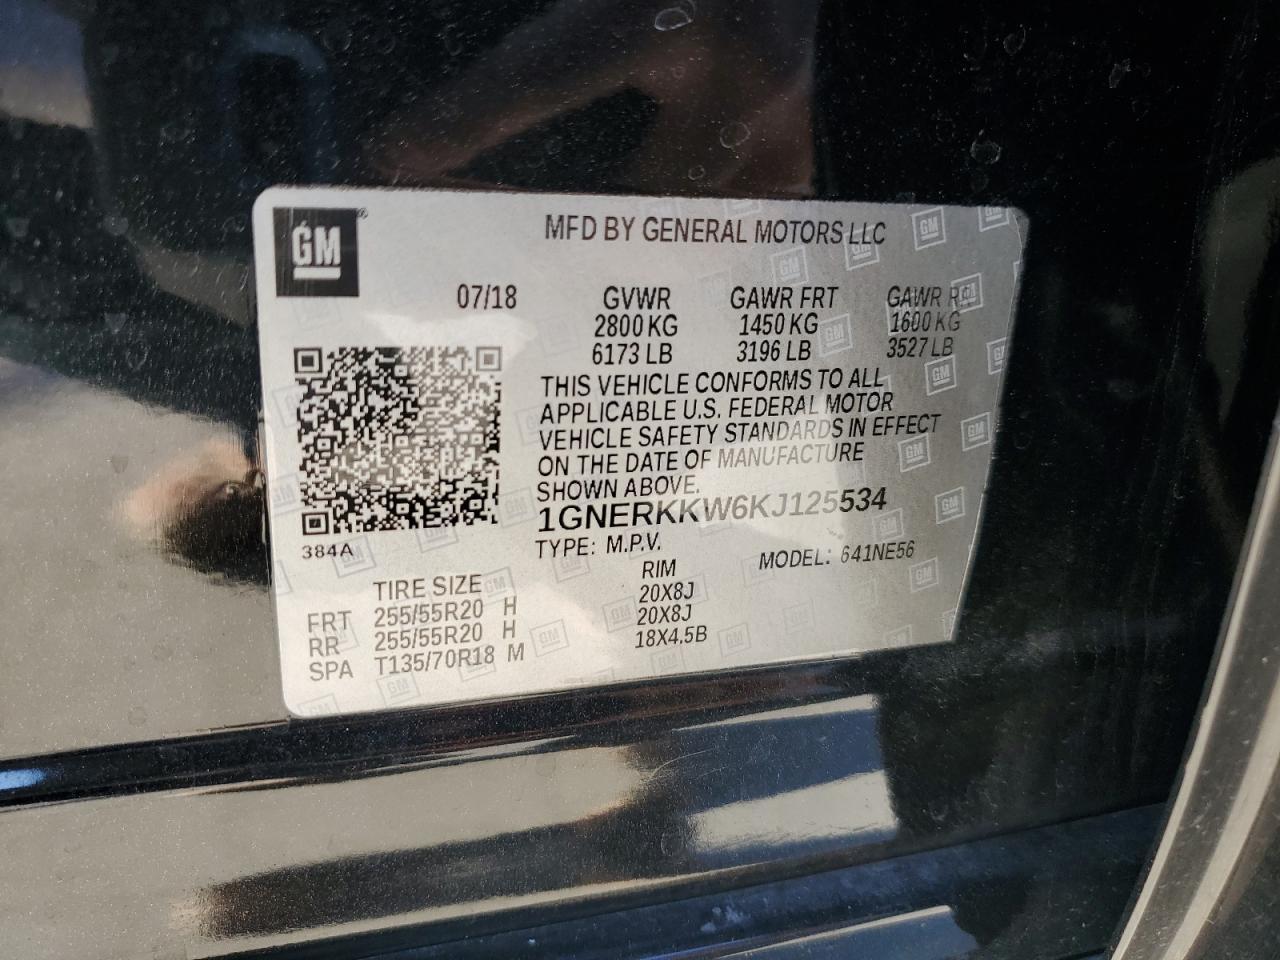 GM
MFD BY GENERAL MOTORS LLC
07/18 GVWR GAWR FRT GAWR RR
2800 KG 1450 KG 1600 KG
6173 LB 3196 LB 3527 LB
THIS VEHICLE CONFORMS TO ALL
APPLICABLE U.S. FEDERAL MOTOR
VEHICLE SAFETY STANDARDS IN EFFECT
ON THE DATE OF MANUFACTURE
SHOWN ABOVE.
1GNERKKW6KJ125534
384A
TYPE: M.P.V. MODEL: 641NE56
TIRE SIZE RIM
FRT 255/55R20 H 20X8J
RR 255/55R20 H 20X8J
SPA T135/70R18 M 18X4.5B